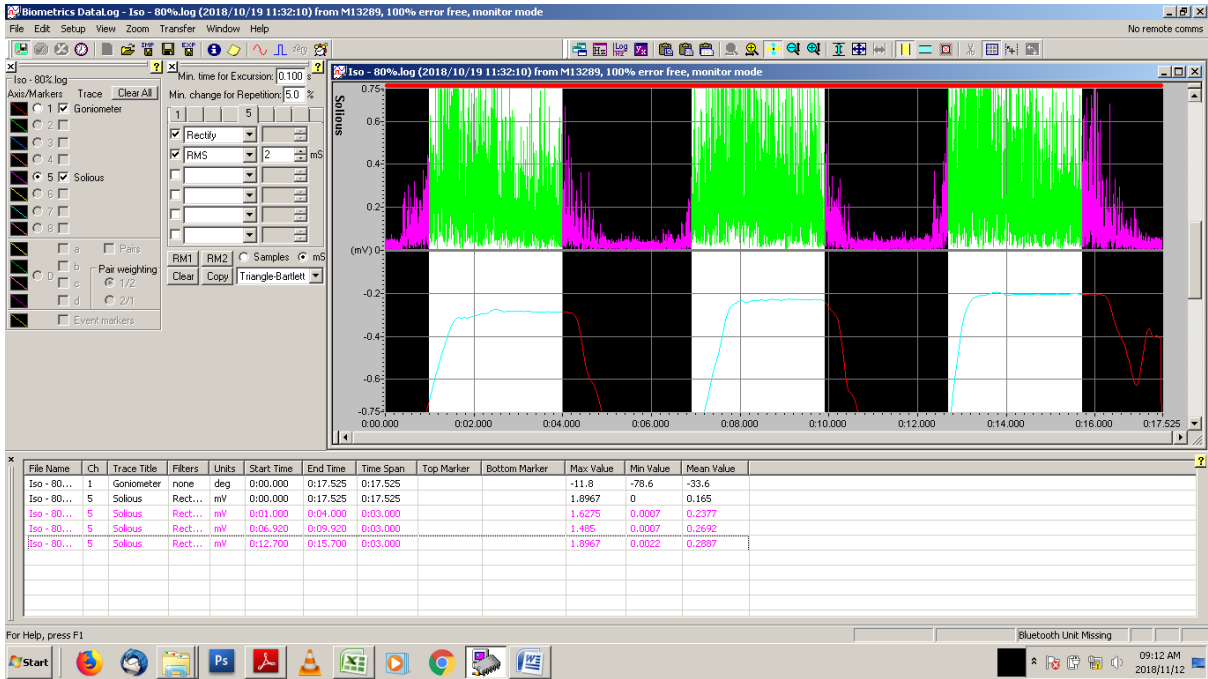 Biometrics DataLog - Iso - 80%.log (2018/10/19 11:32:10) from M13289, 100% error free, monitor mode
File Edit Setup View Zoom Transfer Window Help
No remote comms
Iso - 80%.log
Axis/Markers Trace Clear All
1 Goniometer
2
3
4
5 Solious
6
7
8
a Pairs
b Pair weighting
D
c 1/2
d 2/1
Event markers
Min. time for Excursion: 0.100 s
Min. change for Repetition: 5.0 %
1 5
Rectify
RMS 2 mS
RM1 RM2 Samples mS
Clear Copy Triangle-Bartlett
Iso - 80%.log (2018/10/19 11:32:10) from M13289, 100% error free, monitor mode
Solious
0.75
0.6
0.4
0.2
(mV) 0
-0.2
-0.4
-0.6
-0.75
0:00.000 0:02.000 0:04.000 0:06.000 0:08.000 0:10.000 0:12.000 0:14.000 0:16.000 0:17.525
File Name Ch Trace Title Filters Units Start Time End Time Time Span Top Marker Bottom Marker Max Value Min Value Mean Value
Iso - 80... 1 Goniometer none deg 0:00.000 0:17.525 0:17.525 -11.8 -78.6 -33.6
Iso - 80... 5 Solious Rect... mV 0:00.000 0:17.525 0:17.525 1.8967 0 0.165
Iso - 80... 5 Solious Rect... mV 0:01.000 0:04.000 0:03.000 1.6275 0.0007 0.2377
Iso - 80... 5 Solious Rect... mV 0:06.920 0:09.920 0:03.000 1.485 0.0007 0.2692
Iso - 80... 5 Solious Rect... mV 0:12.700 0:15.700 0:03.000 1.8967 0.0022 0.2887
For Help, press F1
Bluetooth Unit Missing
Start
Ps
09:12 AM
2018/11/12